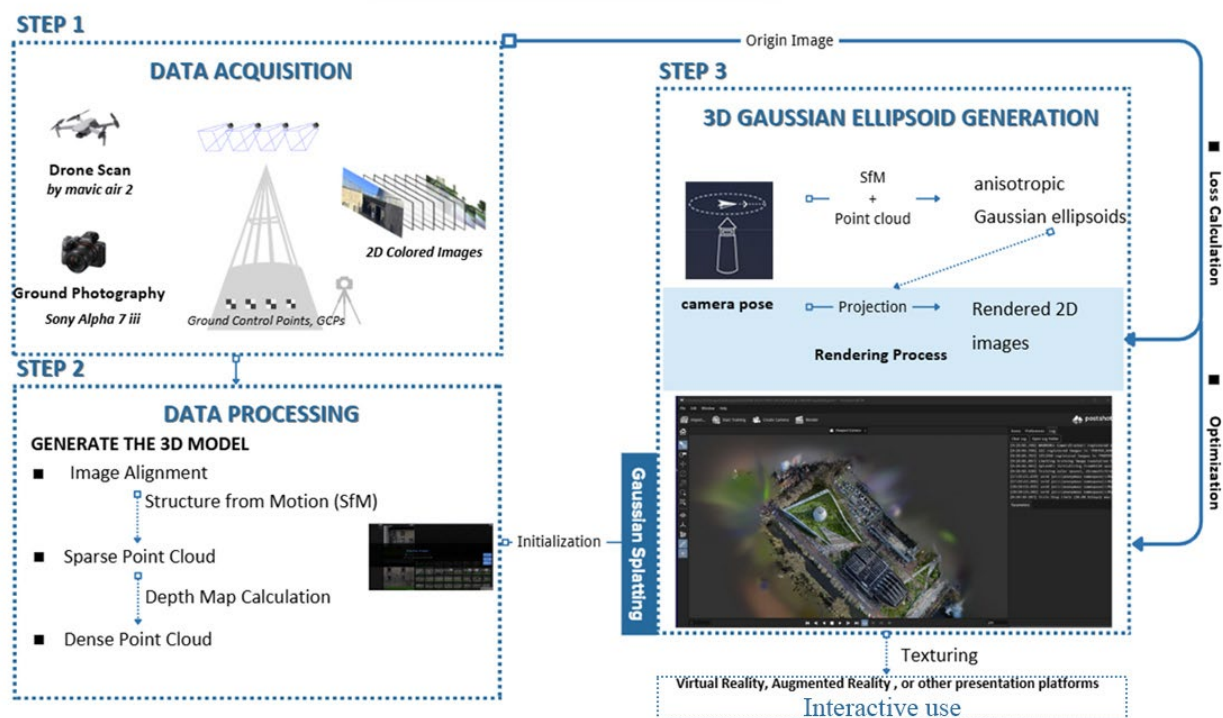 STEP 1
DATA ACQUISITION
Drone Scan
by mavic air 2
2D Colored Images
Ground Photography
Sony Alpha 7 iii
Ground Control Points, GCPs
STEP 2
DATA PROCESSING
GENERATE THE 3D MODEL
■ Image Alignment
Structure from Motion (SfM)
■ Sparse Point Cloud
Depth Map Calculation
■ Dense Point Cloud
Initialization
Gaussian Splatting
Origin Image
STEP 3
3D GAUSSIAN ELLIPSOID GENERATION
SfM
+
Point cloud
anisotropic
Gaussian ellipsoids
camera pose
Projection
Rendered 2D
images
Rendering Process
■ Loss Calculation
■ Optimization
Texturing
Virtual Reality, Augmented Reality , or other presentation platforms
Interactive use